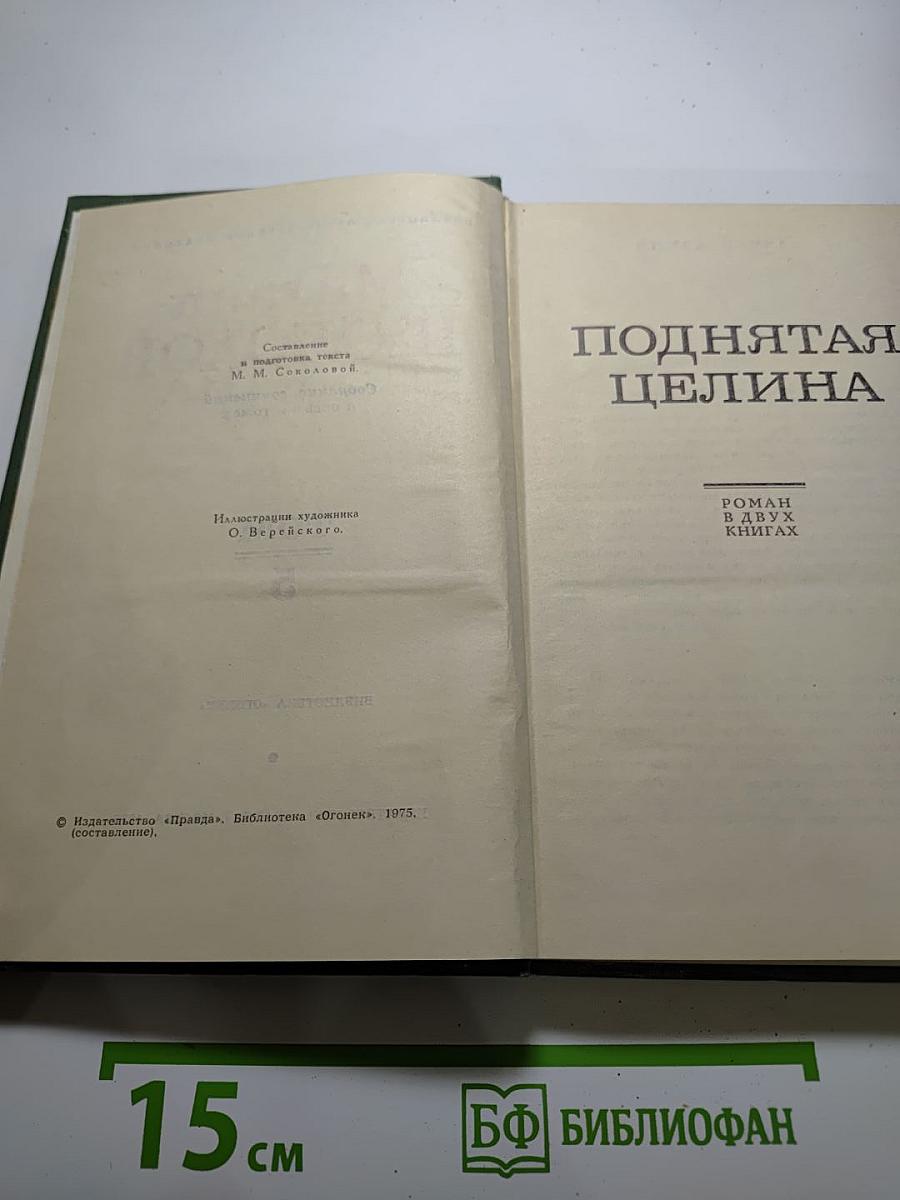 Составление
и подготовка текста
М. М. Соколовой.
Иллюстрации художника
О. Верейского.
© Издательство «Правда». Библиотека «Огонек». 1975.
(составление).
ПОДНЯТАЯ
ЦЕЛИНА
РОМАН
В ДВУХ
КНИГАХ
15 см
БФ БИБЛИОФАН